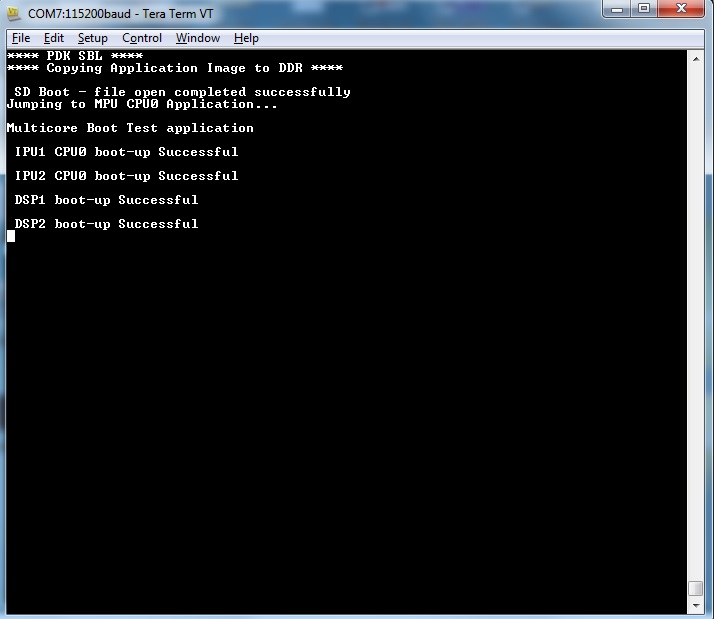 COM7:115200baud - Tera Term VT
File Edit Setup Control Window Help
**** PDK SBL ****
**** Copying Application Image to DDR ****
SD Boot - file open completed successfully
Jumping to MPU CPU0 Application...
Multicore Boot Test application
IPU1 CPU0 boot-up Successful
IPU2 CPU0 boot-up Successful
DSP1 boot-up Successful
DSP2 boot-up Successful